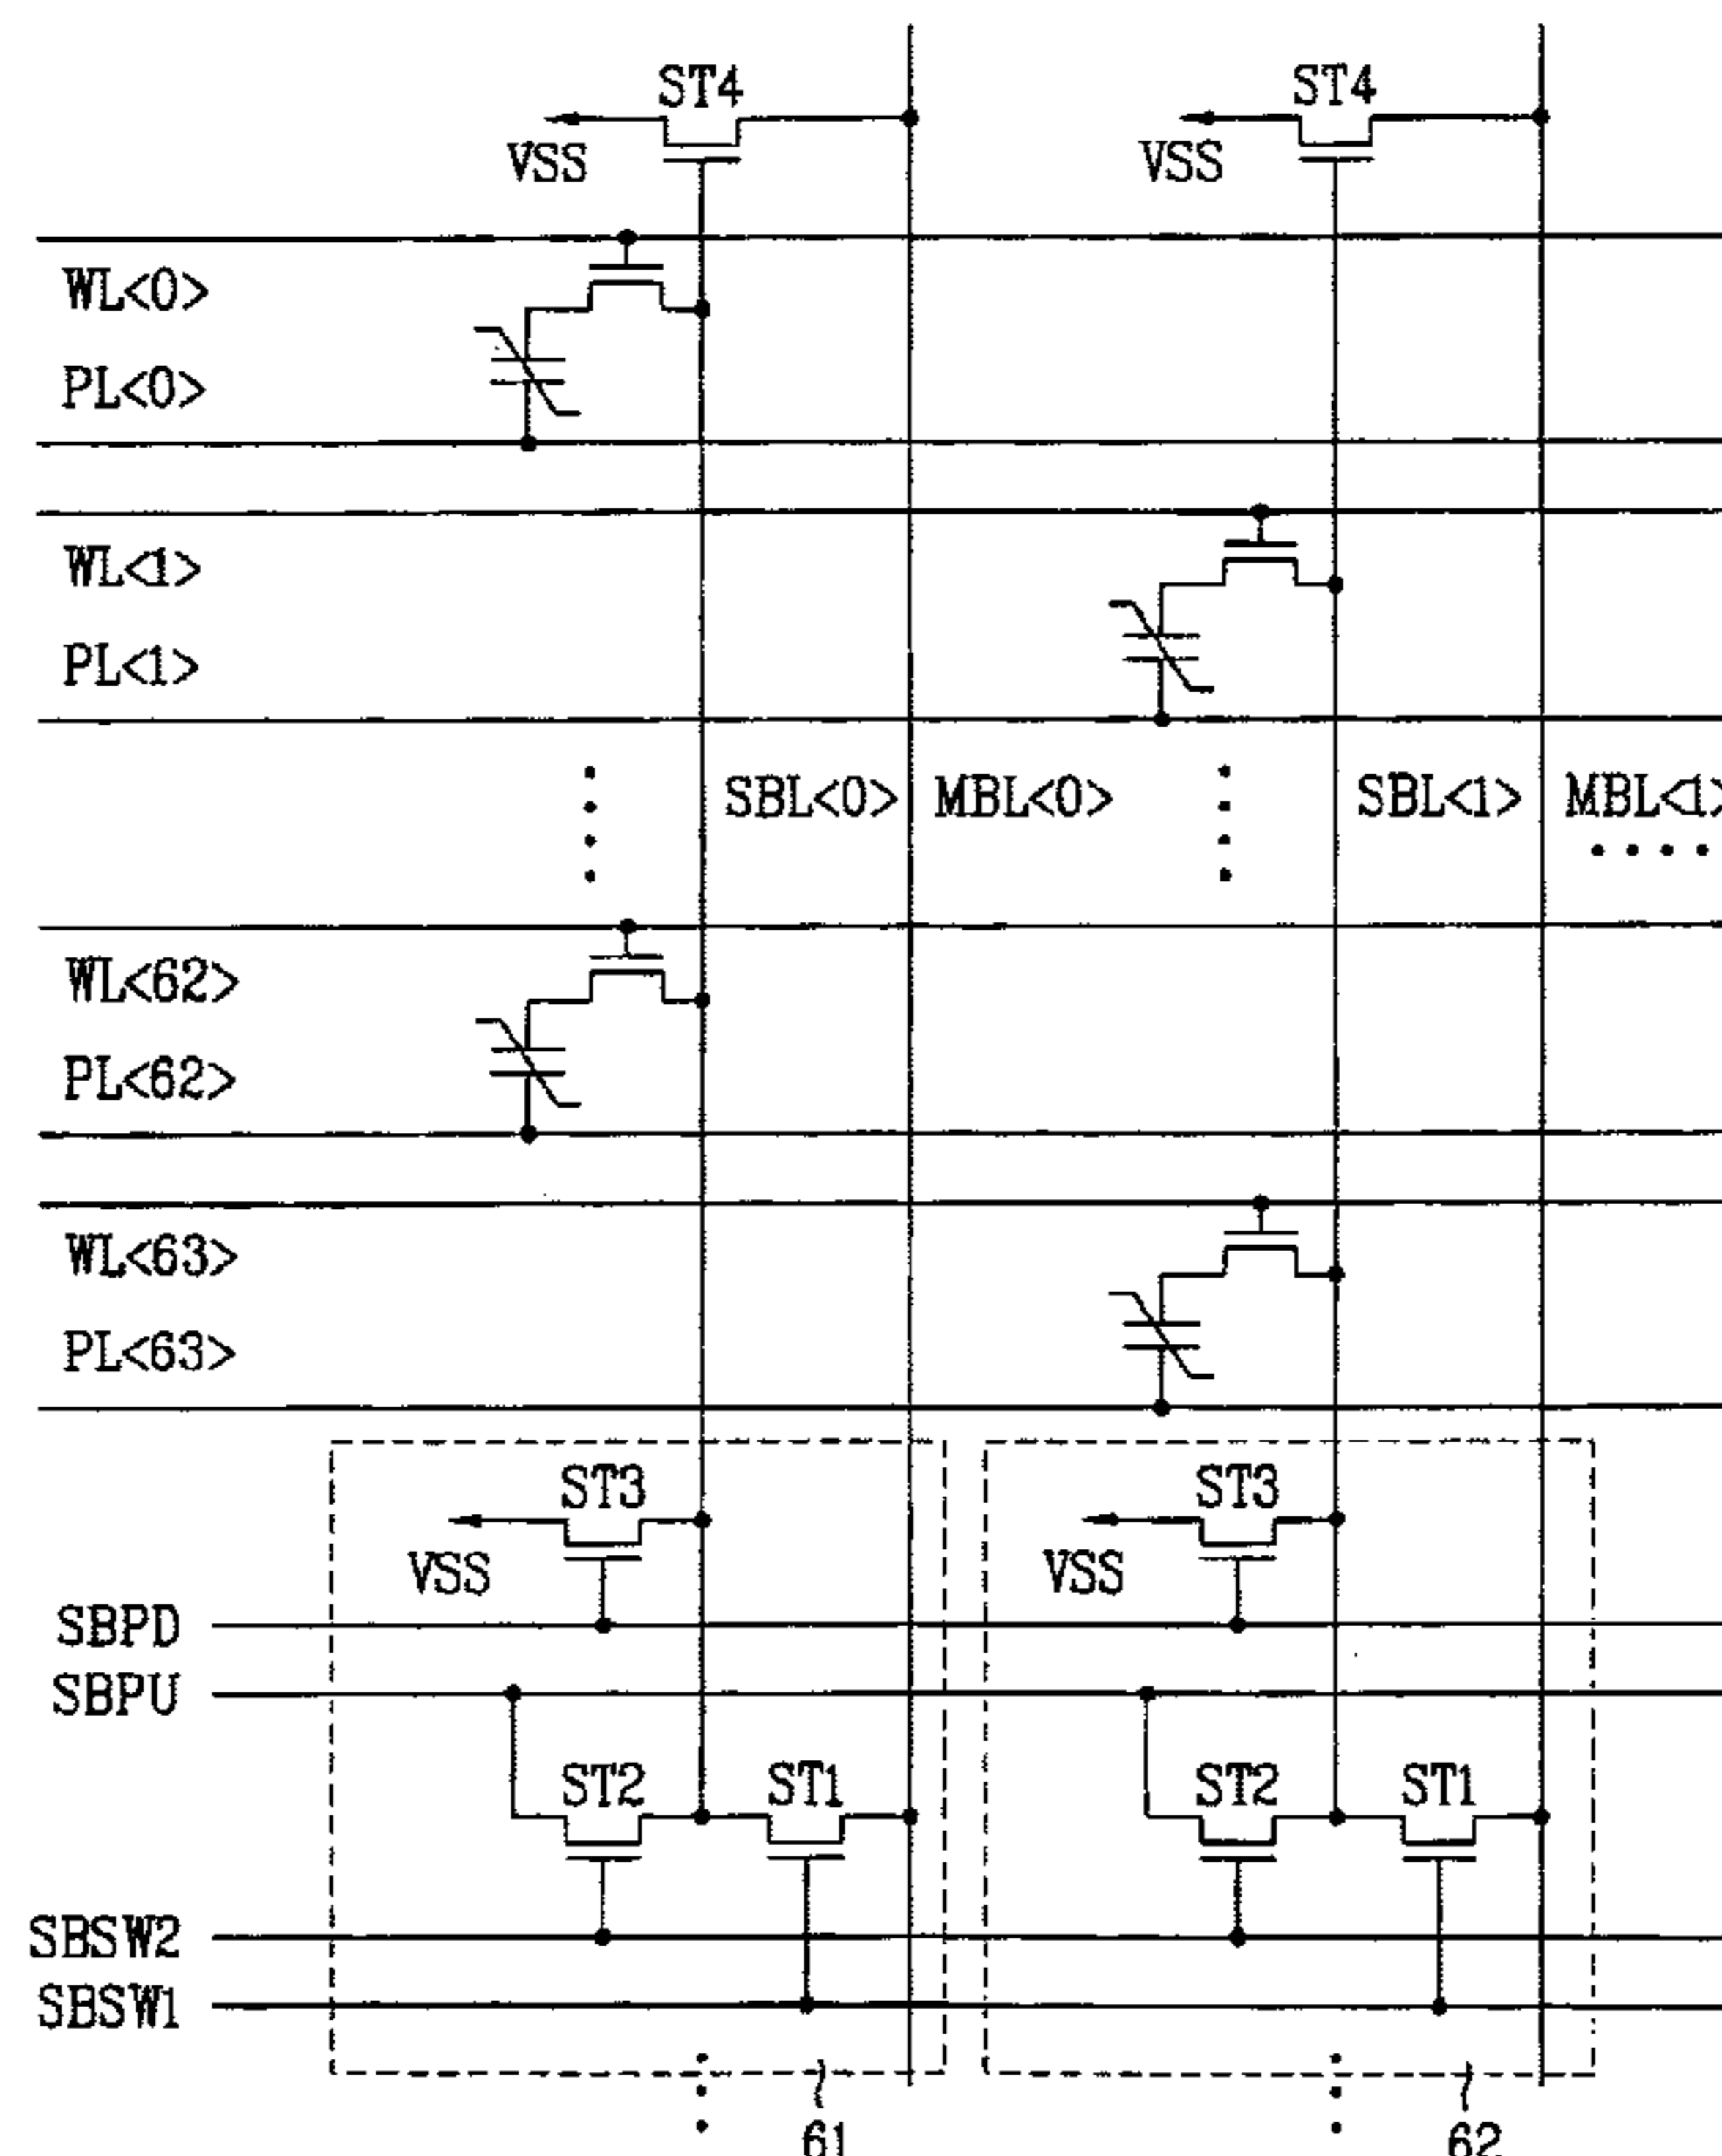 ST4 ST4
VSS VSS
WL<0>
PL<0>
WL<1>
PL<1>
SBL<0> MBL<0> SBL<1> MBL<1>
WL<62>
PL<62>
WL<63>
PL<63>
ST3 ST3
VSS VSS
SBPD
SBPU
ST2 ST1 ST2 ST1
SBSW2
SBSW1
61 62